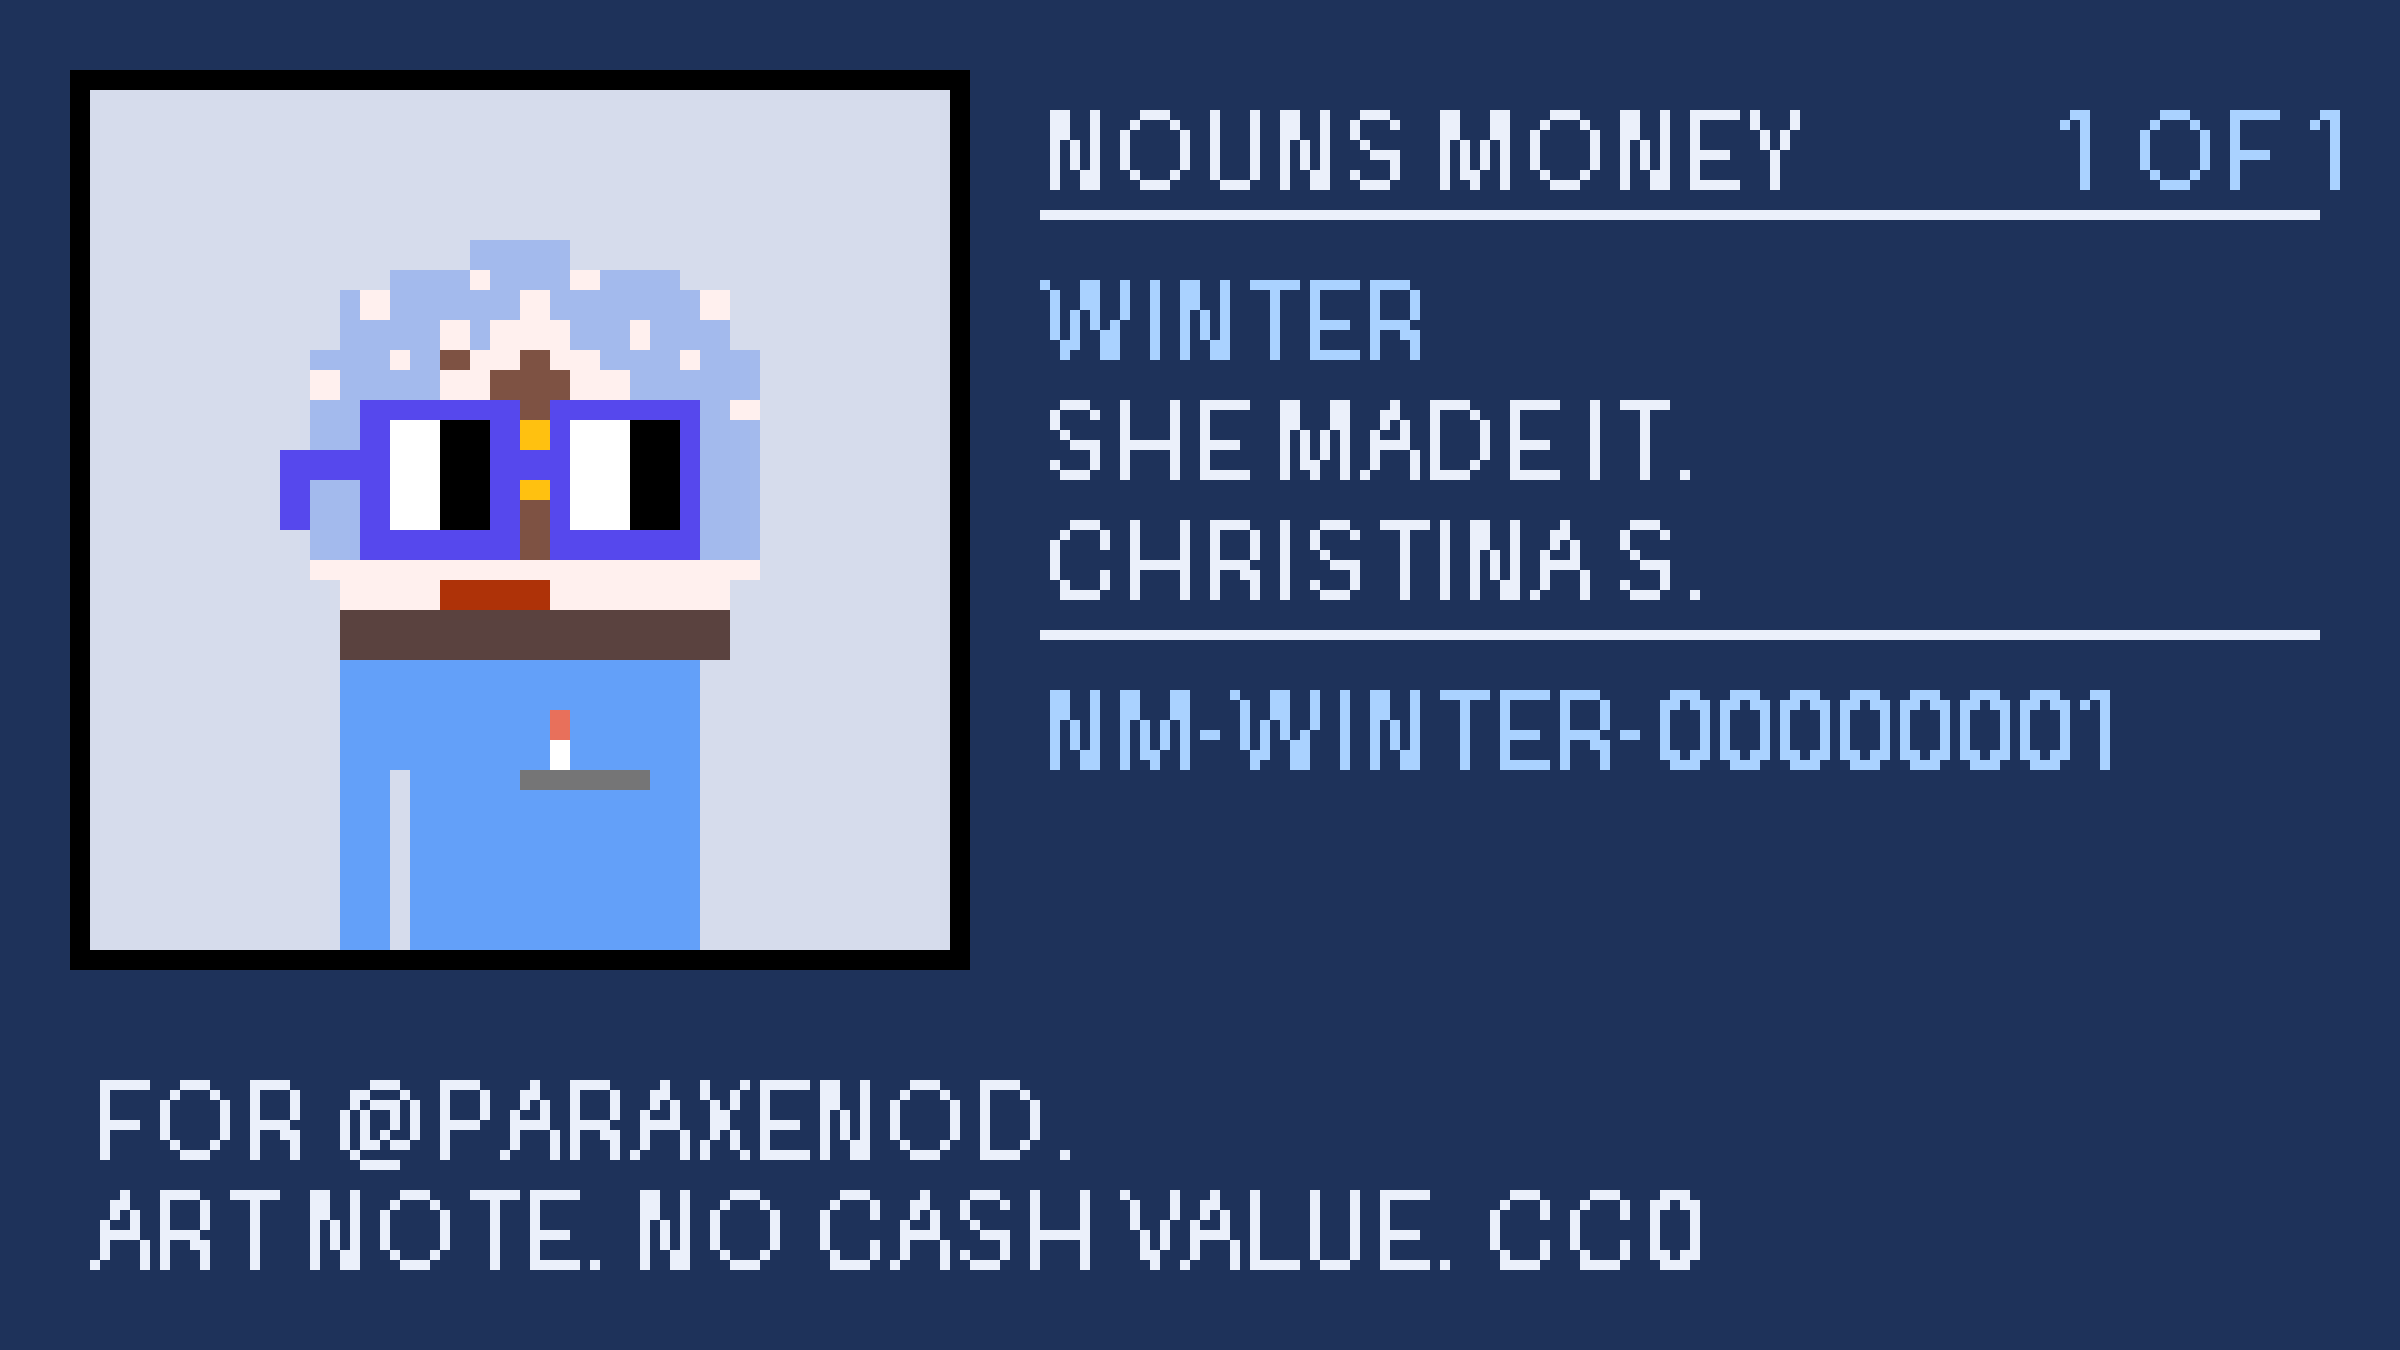 NOUNS MONEY 1 OF 1
WINTER
SHE MADE IT.
CHRISTINA S.
NM-WINTER-00000001
FOR @PARAXENOD.
ART NOTE. NO CASH VALUE. CC0